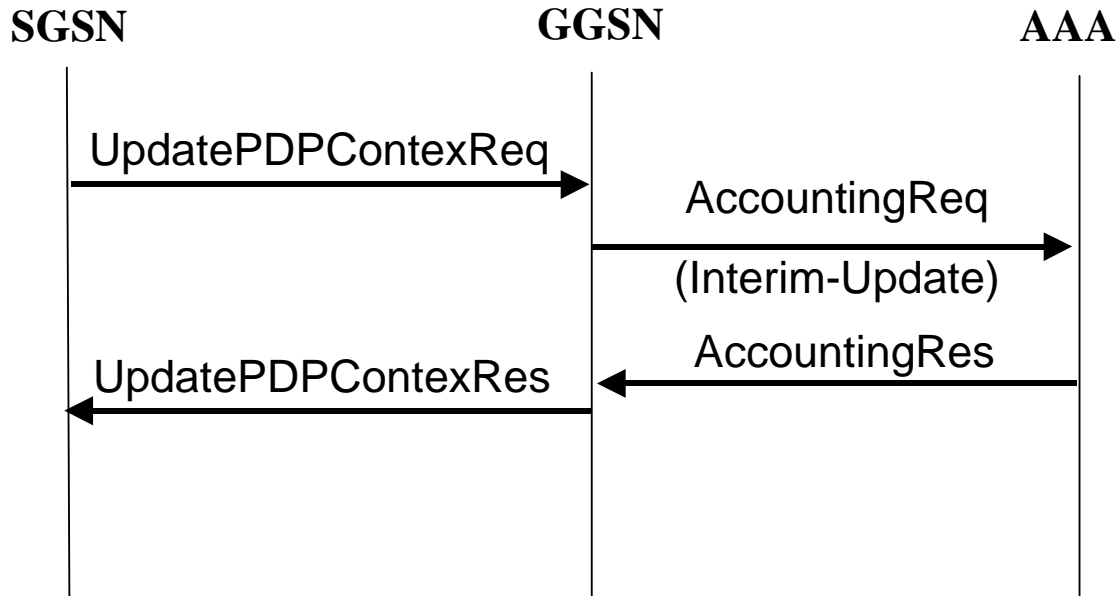 SGSN
GGSN
AAA
UpdatePDPContexReq
AccountingReq
(Interim-Update)
AccountingRes
UpdatePDPContexRes